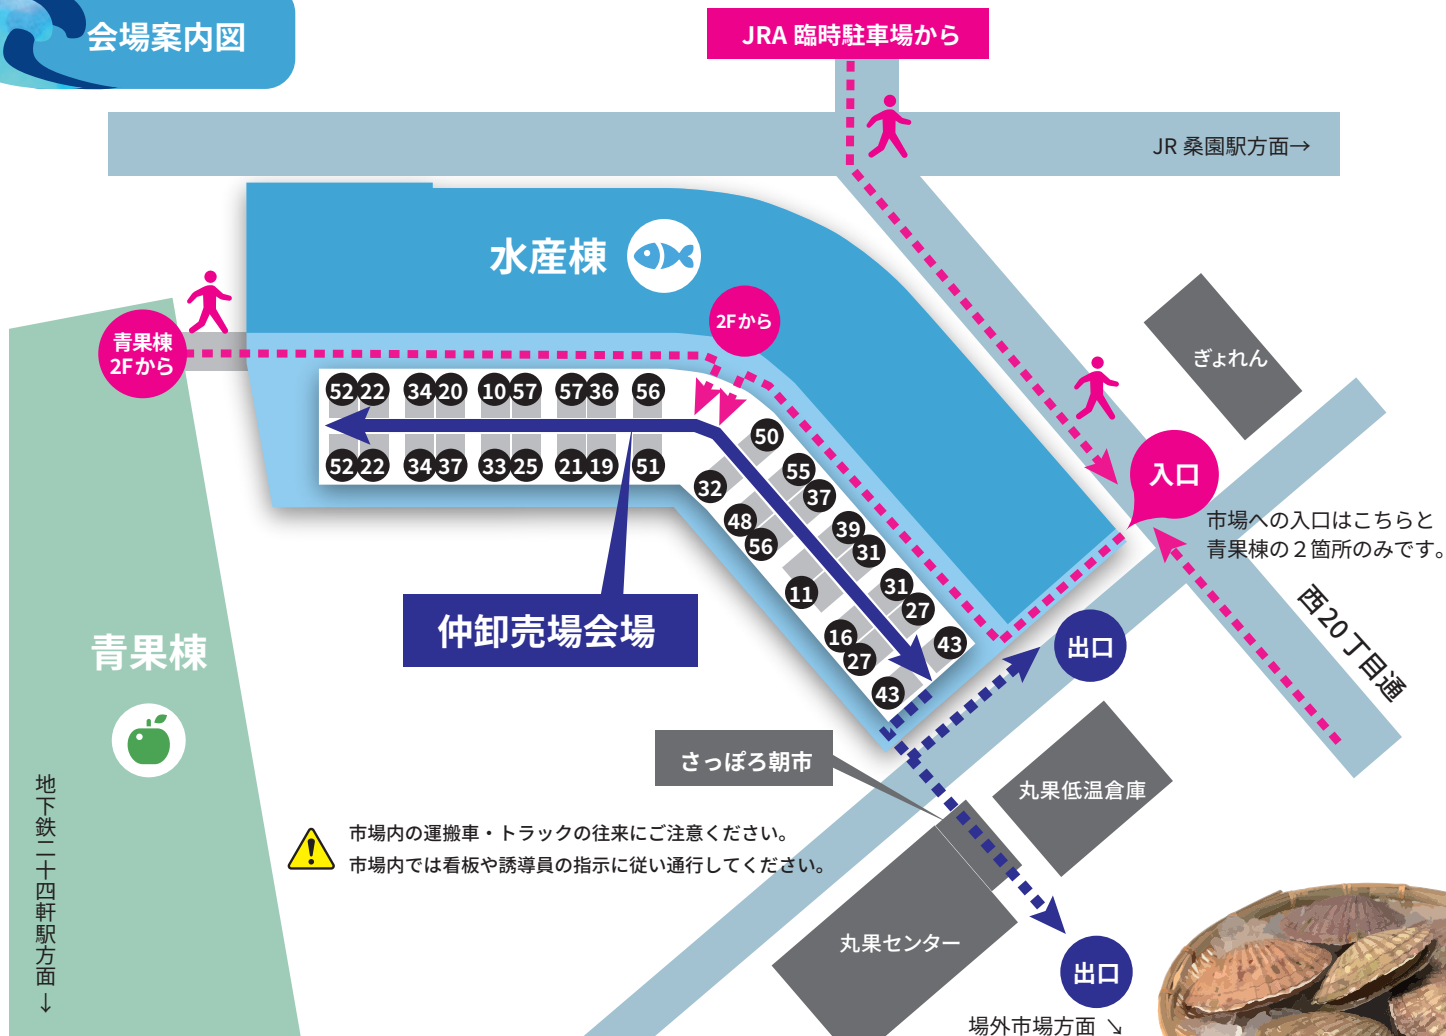 会場案内図
JRA 臨時駐車場から
JR 桑園駅方面→
水産棟
2Fから
青果棟
2Fから
ぎょれん
52 22 34 20 10 57 57 36 56
52 22 34 37 33 25 21 19 51
50
55
37
39
31
31
27
43
32
48
56
11
16
27
43
入口
市場への入口はこちらと
青果棟の２箇所のみです。
西20丁目通
仲卸売場会場
出口
青果棟
さっぽろ朝市
丸果低温倉庫
地下鉄二十四軒駅方面↓
市場内の運搬車・トラックの往来にご注意ください。
市場内では看板や誘導員の指示に従い通行してください。
丸果センター
出口
場外市場方面 ↘